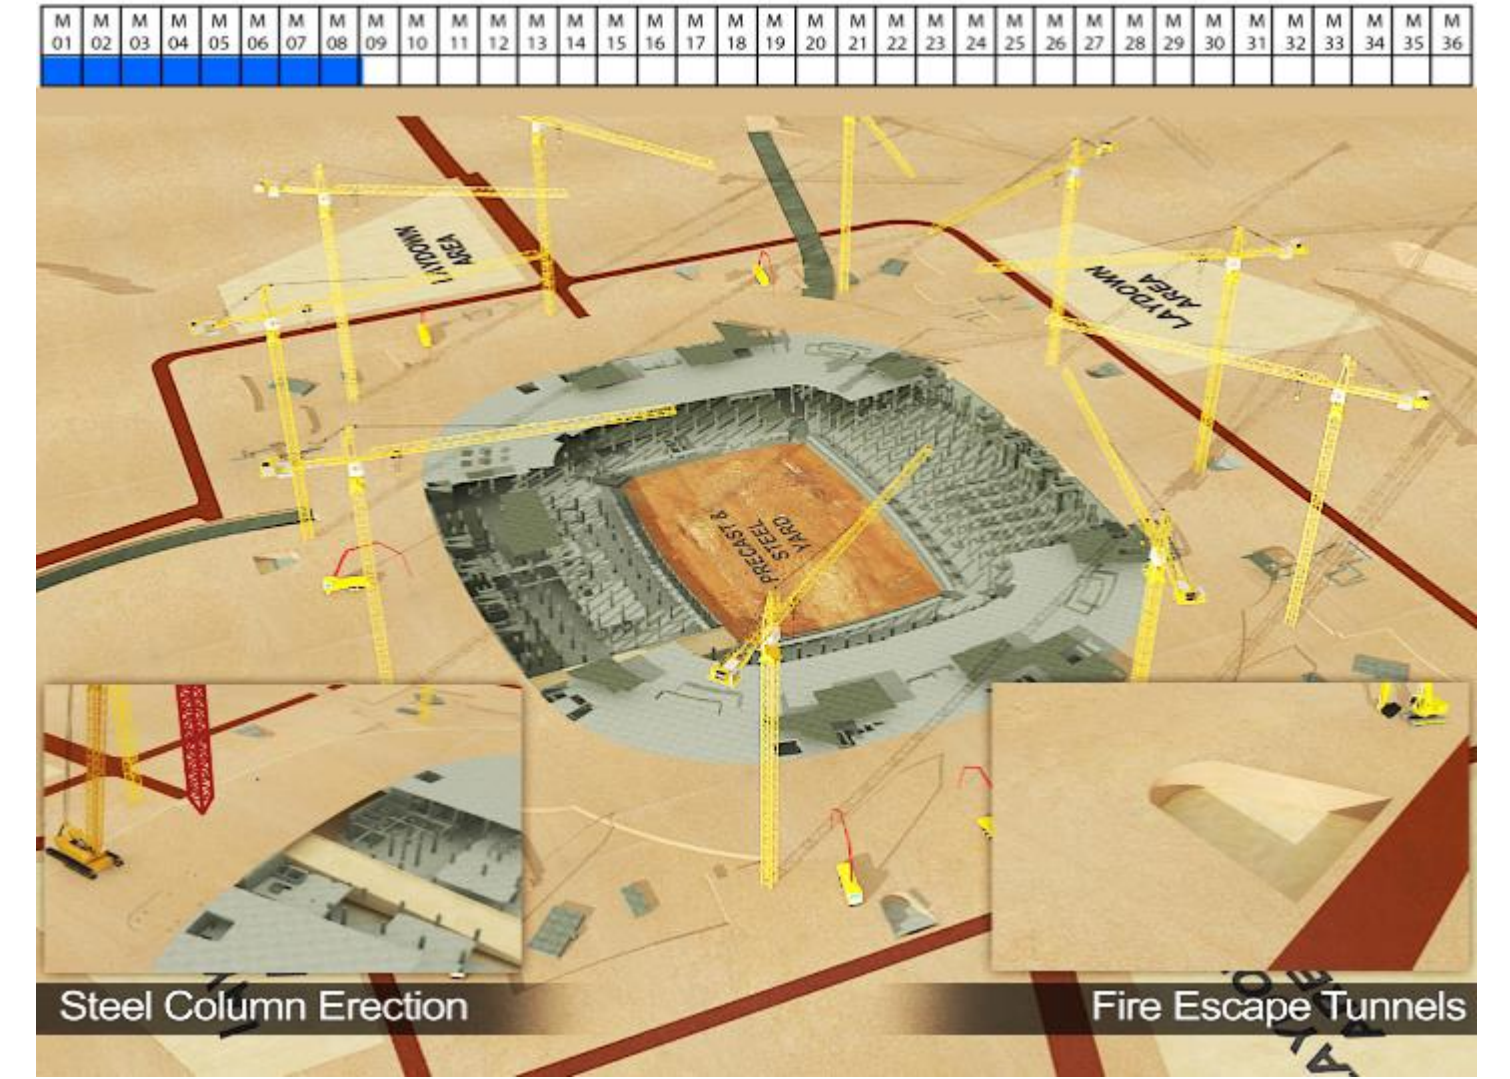 M M M M M M M M M M M M M M M M M M M M M M M M M M M M M M M M M M M M
01 02 03 04 05 06 07 08 09 10 11 12 13 14 15 16 17 18 19 20 21 22 23 24 25 26 27 28 29 30 31 32 33 34 35 36
LAYDOWN
AREA
LAYDOWN
AREA
PRECAST &
STEEL
YARD
Steel Column Erection
Fire Escape Tunnels